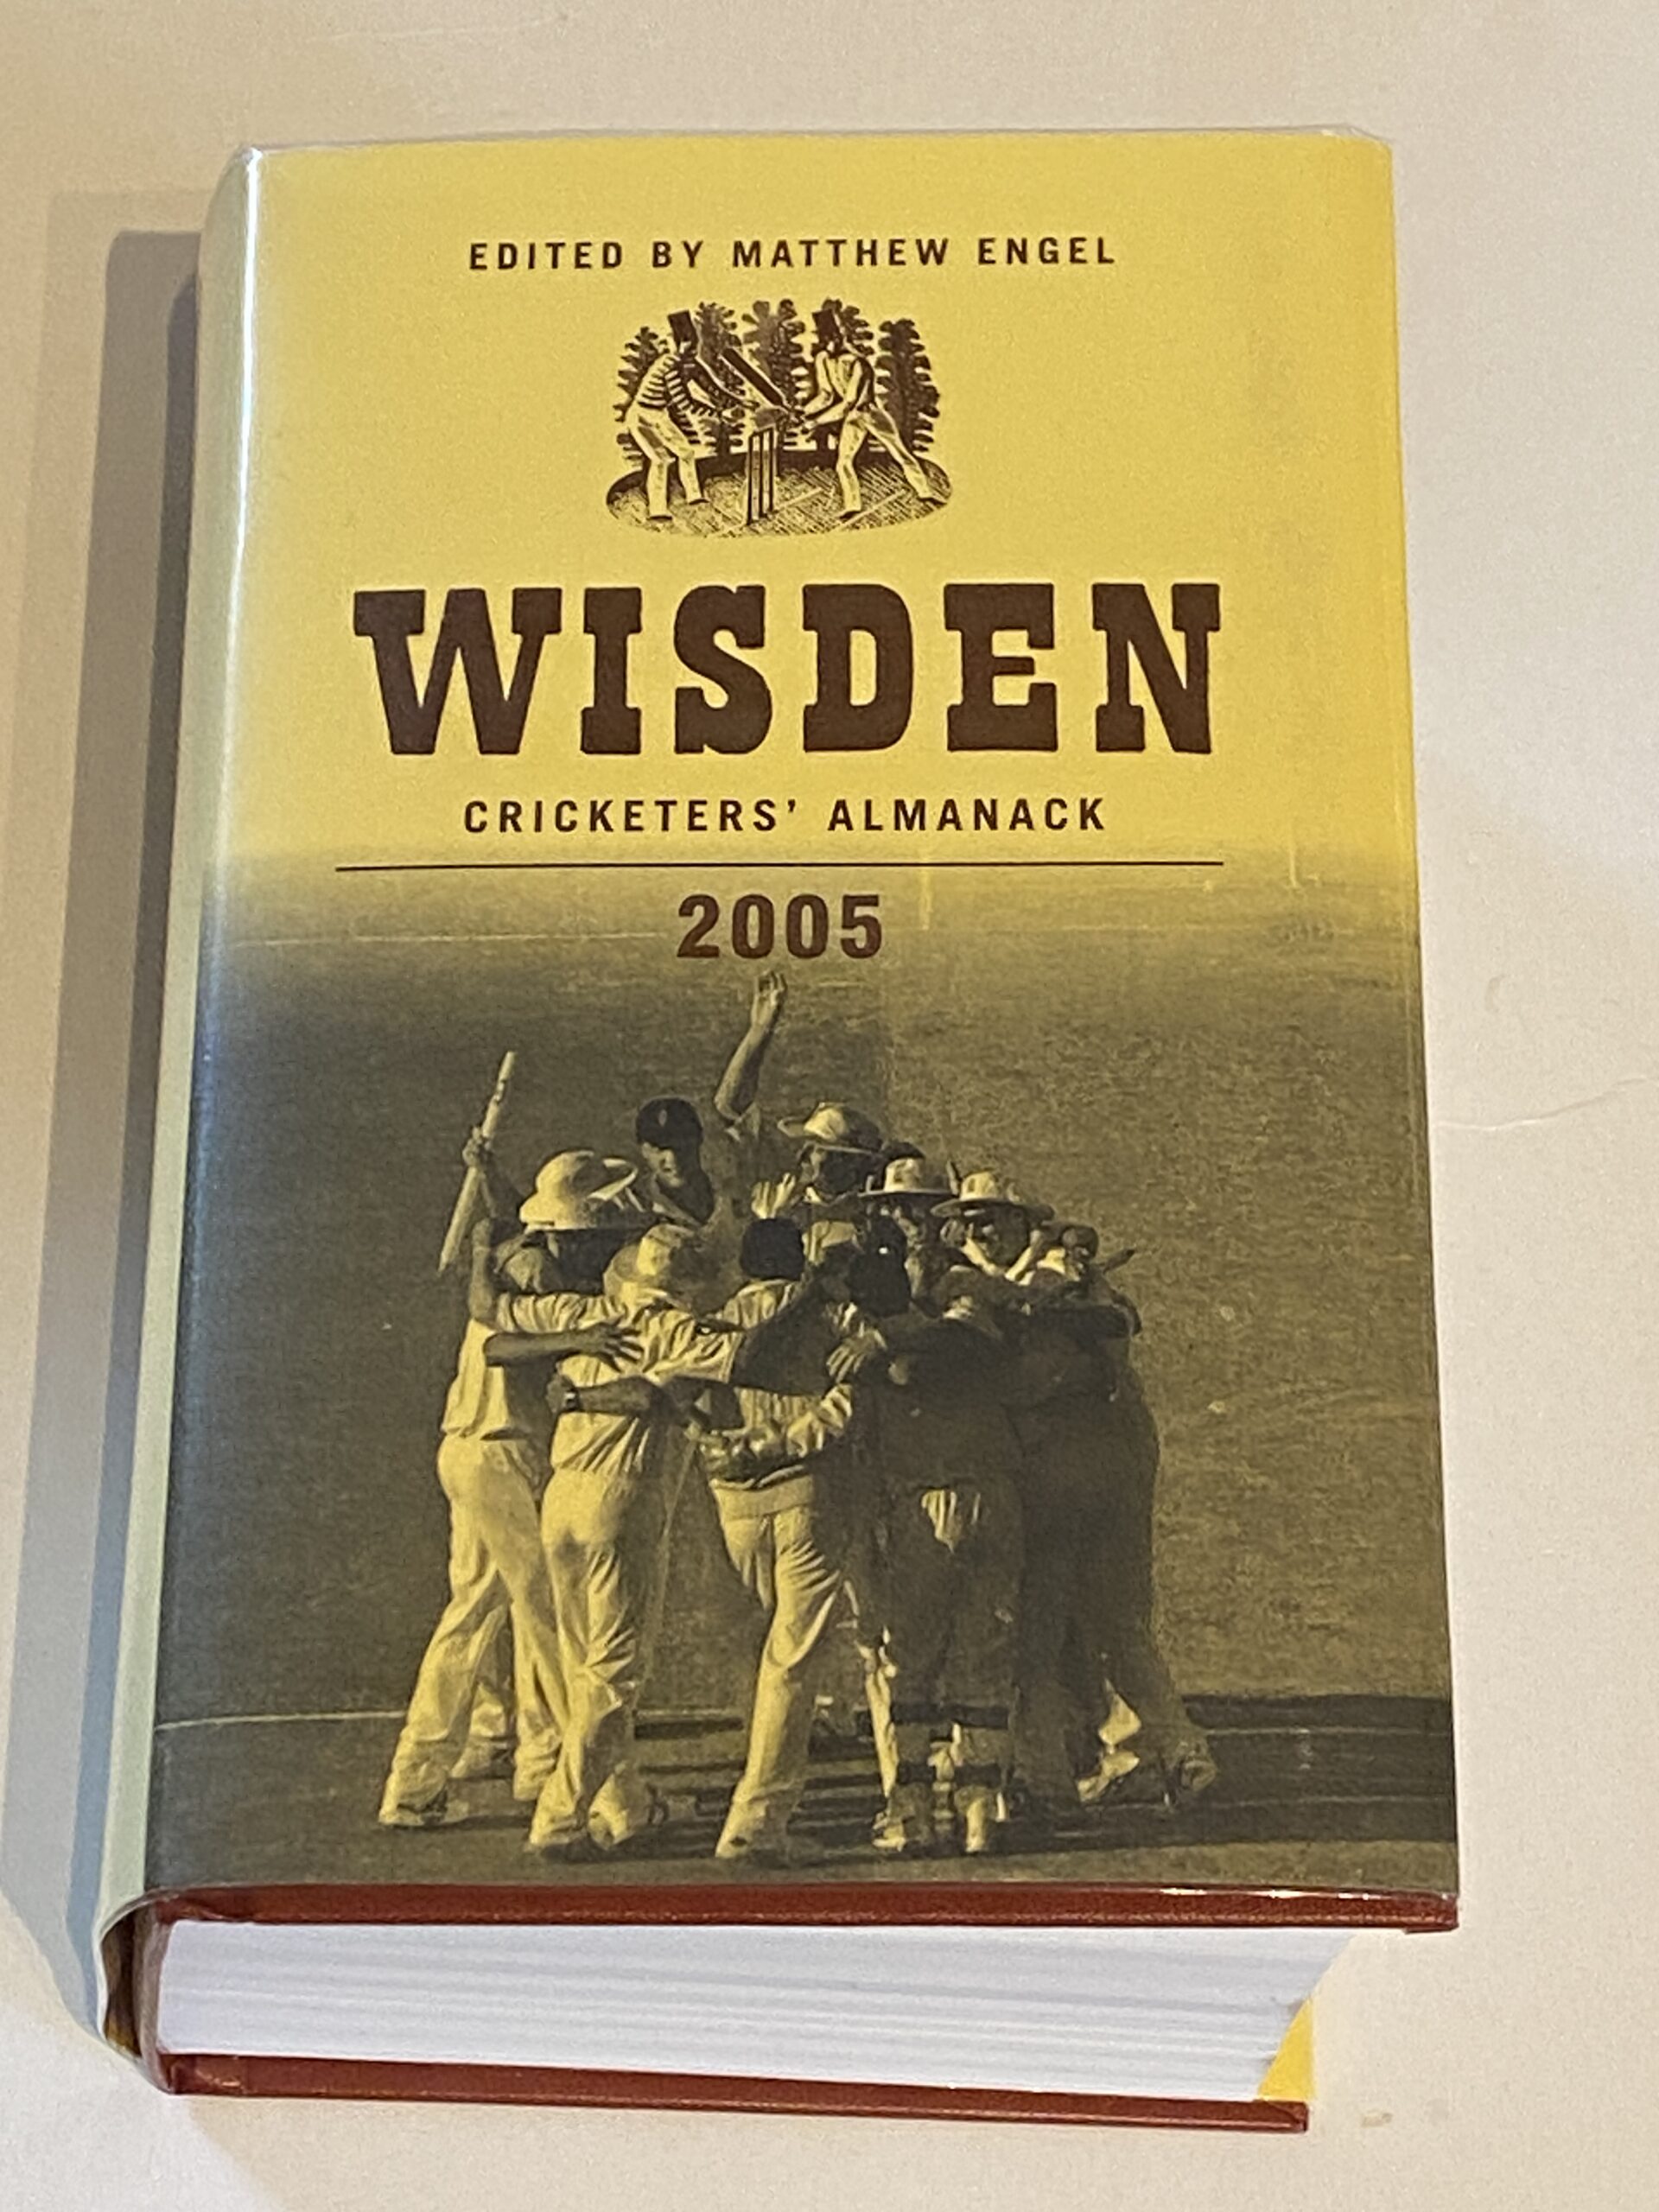 EDITED BY MATTHEW ENGEL
WISDEN
CRICKETERS' ALMANACK
2005